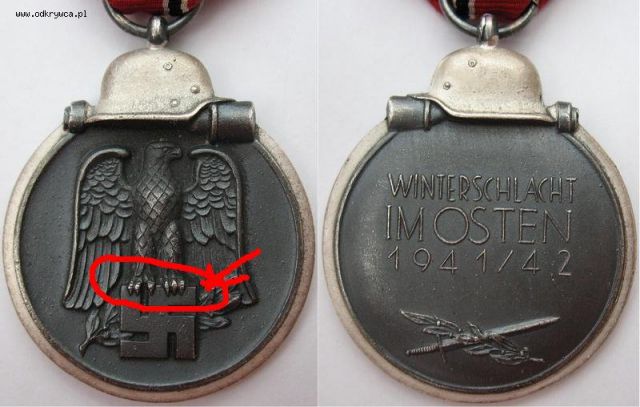 www.odkrywca.pl
WINTERSCHLACHT
IM OSTEN
1941/42